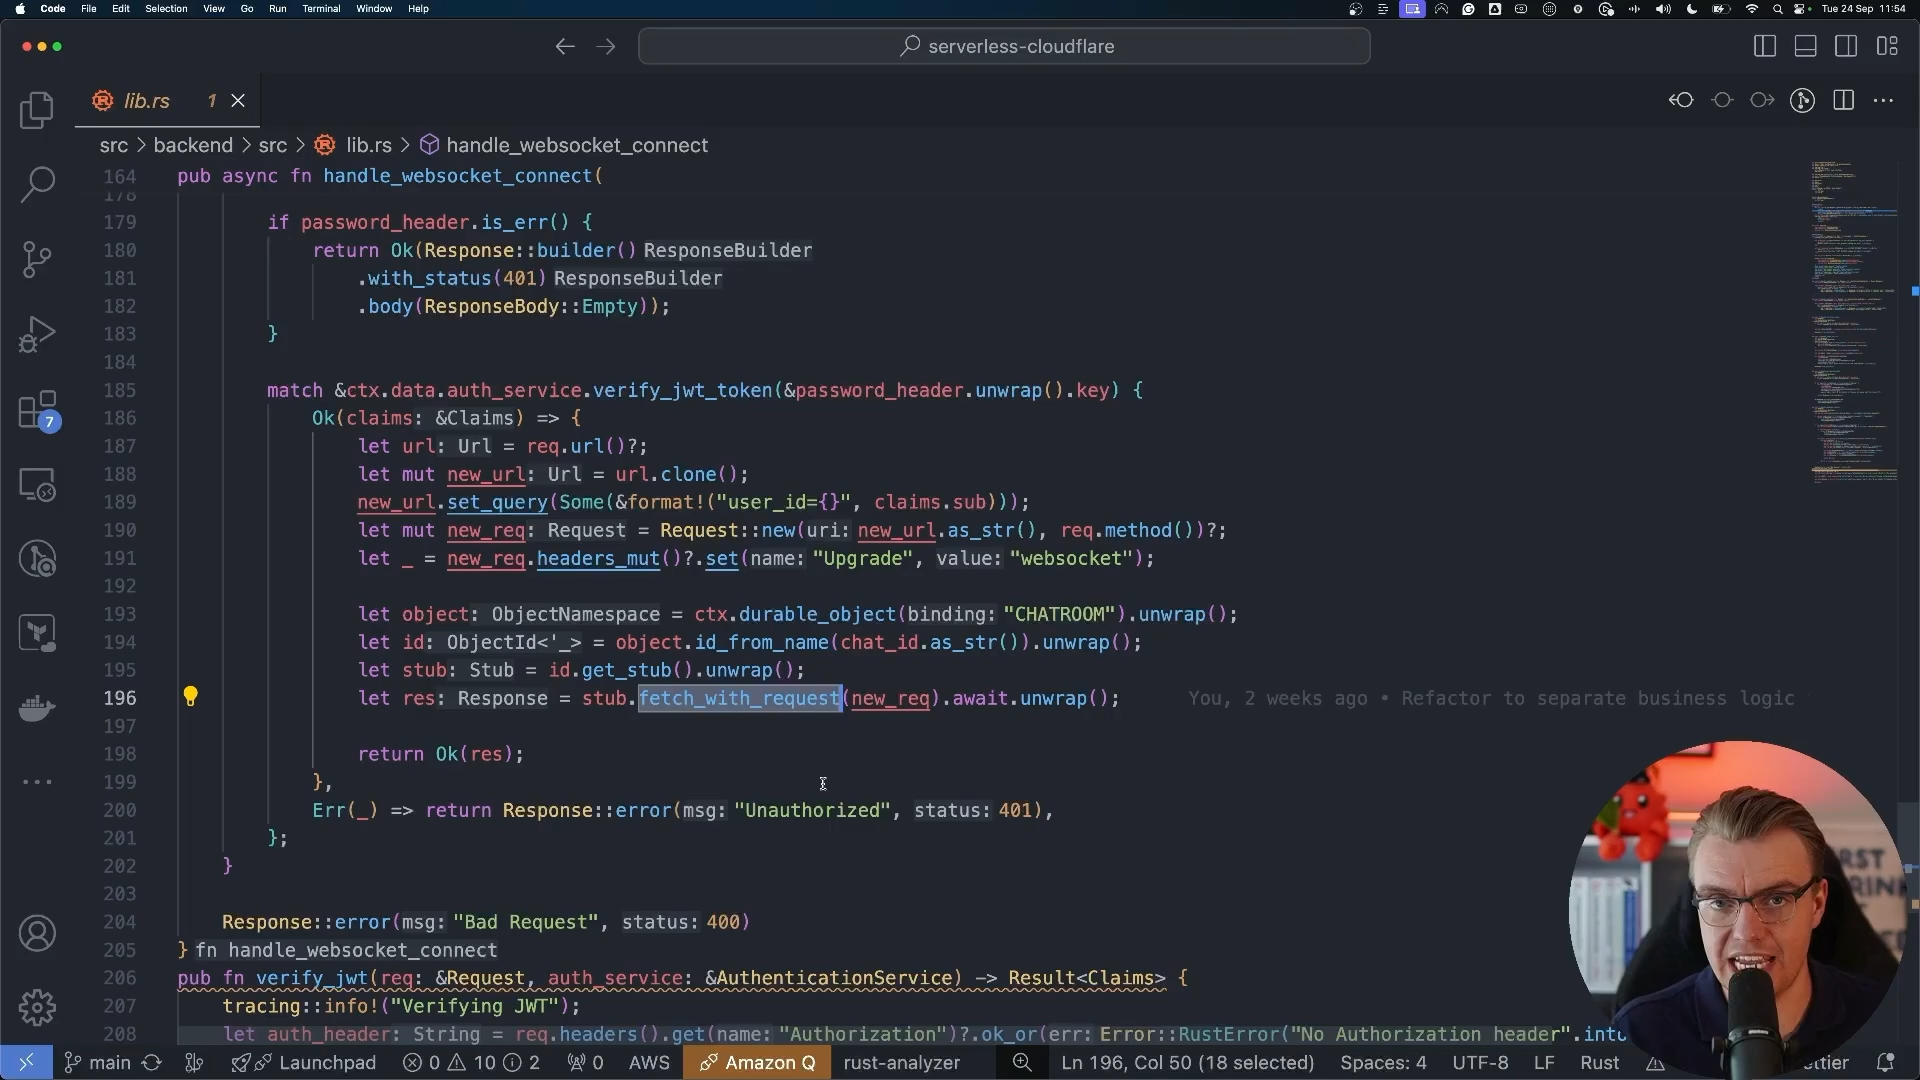 Code File Edit Selection View Go Run Terminal Window Help Tue 24 Sep 11:54
serverless-cloudflare
lib.rs 1
src > backend > src > lib.rs > handle_websocket_connect
164 pub async fn handle_websocket_connect(
178
179 if password_header.is_err() {
180 return Ok(Response::builder() ResponseBuilder
181 .with_status(401) ResponseBuilder
182 .body(ResponseBody::Empty));
183 }
184
185 match &ctx.data.auth_service.verify_jwt_token(&password_header.unwrap().key) {
186 Ok(claims: &Claims) => {
187 let url: Url = req.url()?;
188 let mut new_url: Url = url.clone();
189 new_url.set_query(Some(&format!("user_id={}", claims.sub)));
190 let mut new_req: Request = Request::new(uri: new_url.as_str(), req.method())?;
191 let _ = new_req.headers_mut()?.set(name: "Upgrade", value: "websocket");
192
193 let object: ObjectNamespace = ctx.durable_object(binding: "CHATROOM").unwrap();
194 let id: ObjectId<'_> = object.id_from_name(chat_id.as_str()).unwrap();
195 let stub: Stub = id.get_stub().unwrap();
196 let res: Response = stub.fetch_with_request(new_req).await.unwrap(); You, 2 weeks ago • Refactor to separate business logic
197
198 return Ok(res);
199 },
200 Err(_) => return Response::error(msg: "Unauthorized", status: 401),
201 };
202 }
203
204 Response::error(msg: "Bad Request", status: 400)
205 } fn handle_websocket_connect
206 pub fn verify_jwt(req: &Request, auth_service: &AuthenticationService) -> Result<Claims> {
207 tracing::info!("Verifying JWT");
208 let auth_header: String = req.headers().get(name: "Authorization")?.ok_or(err: Error::RustError("No Authorization header".into
7
main Launchpad 0 10 2 0 AWS Amazon Q rust-analyzer Ln 196, Col 50 (18 selected) Spaces: 4 UTF-8 LF Rust